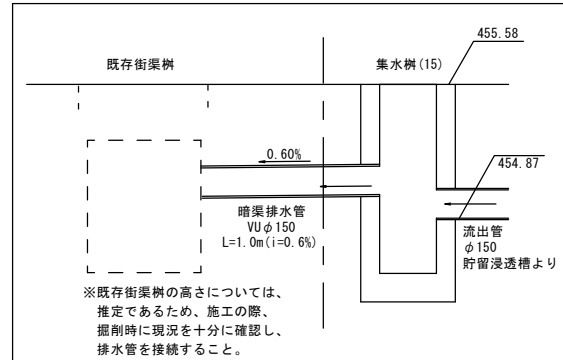 455.58
既存街渠桝
集水桝(15)
0.60%
454.87
暗渠排水管
VUφ150
L=1.0m(i=0.6%)
流出管
φ150
貯留浸透槽より
※既存街渠桝の高さについては、
推定であるため、施工の際、
掘削時に現況を十分に確認し、
排水管を接続すること。